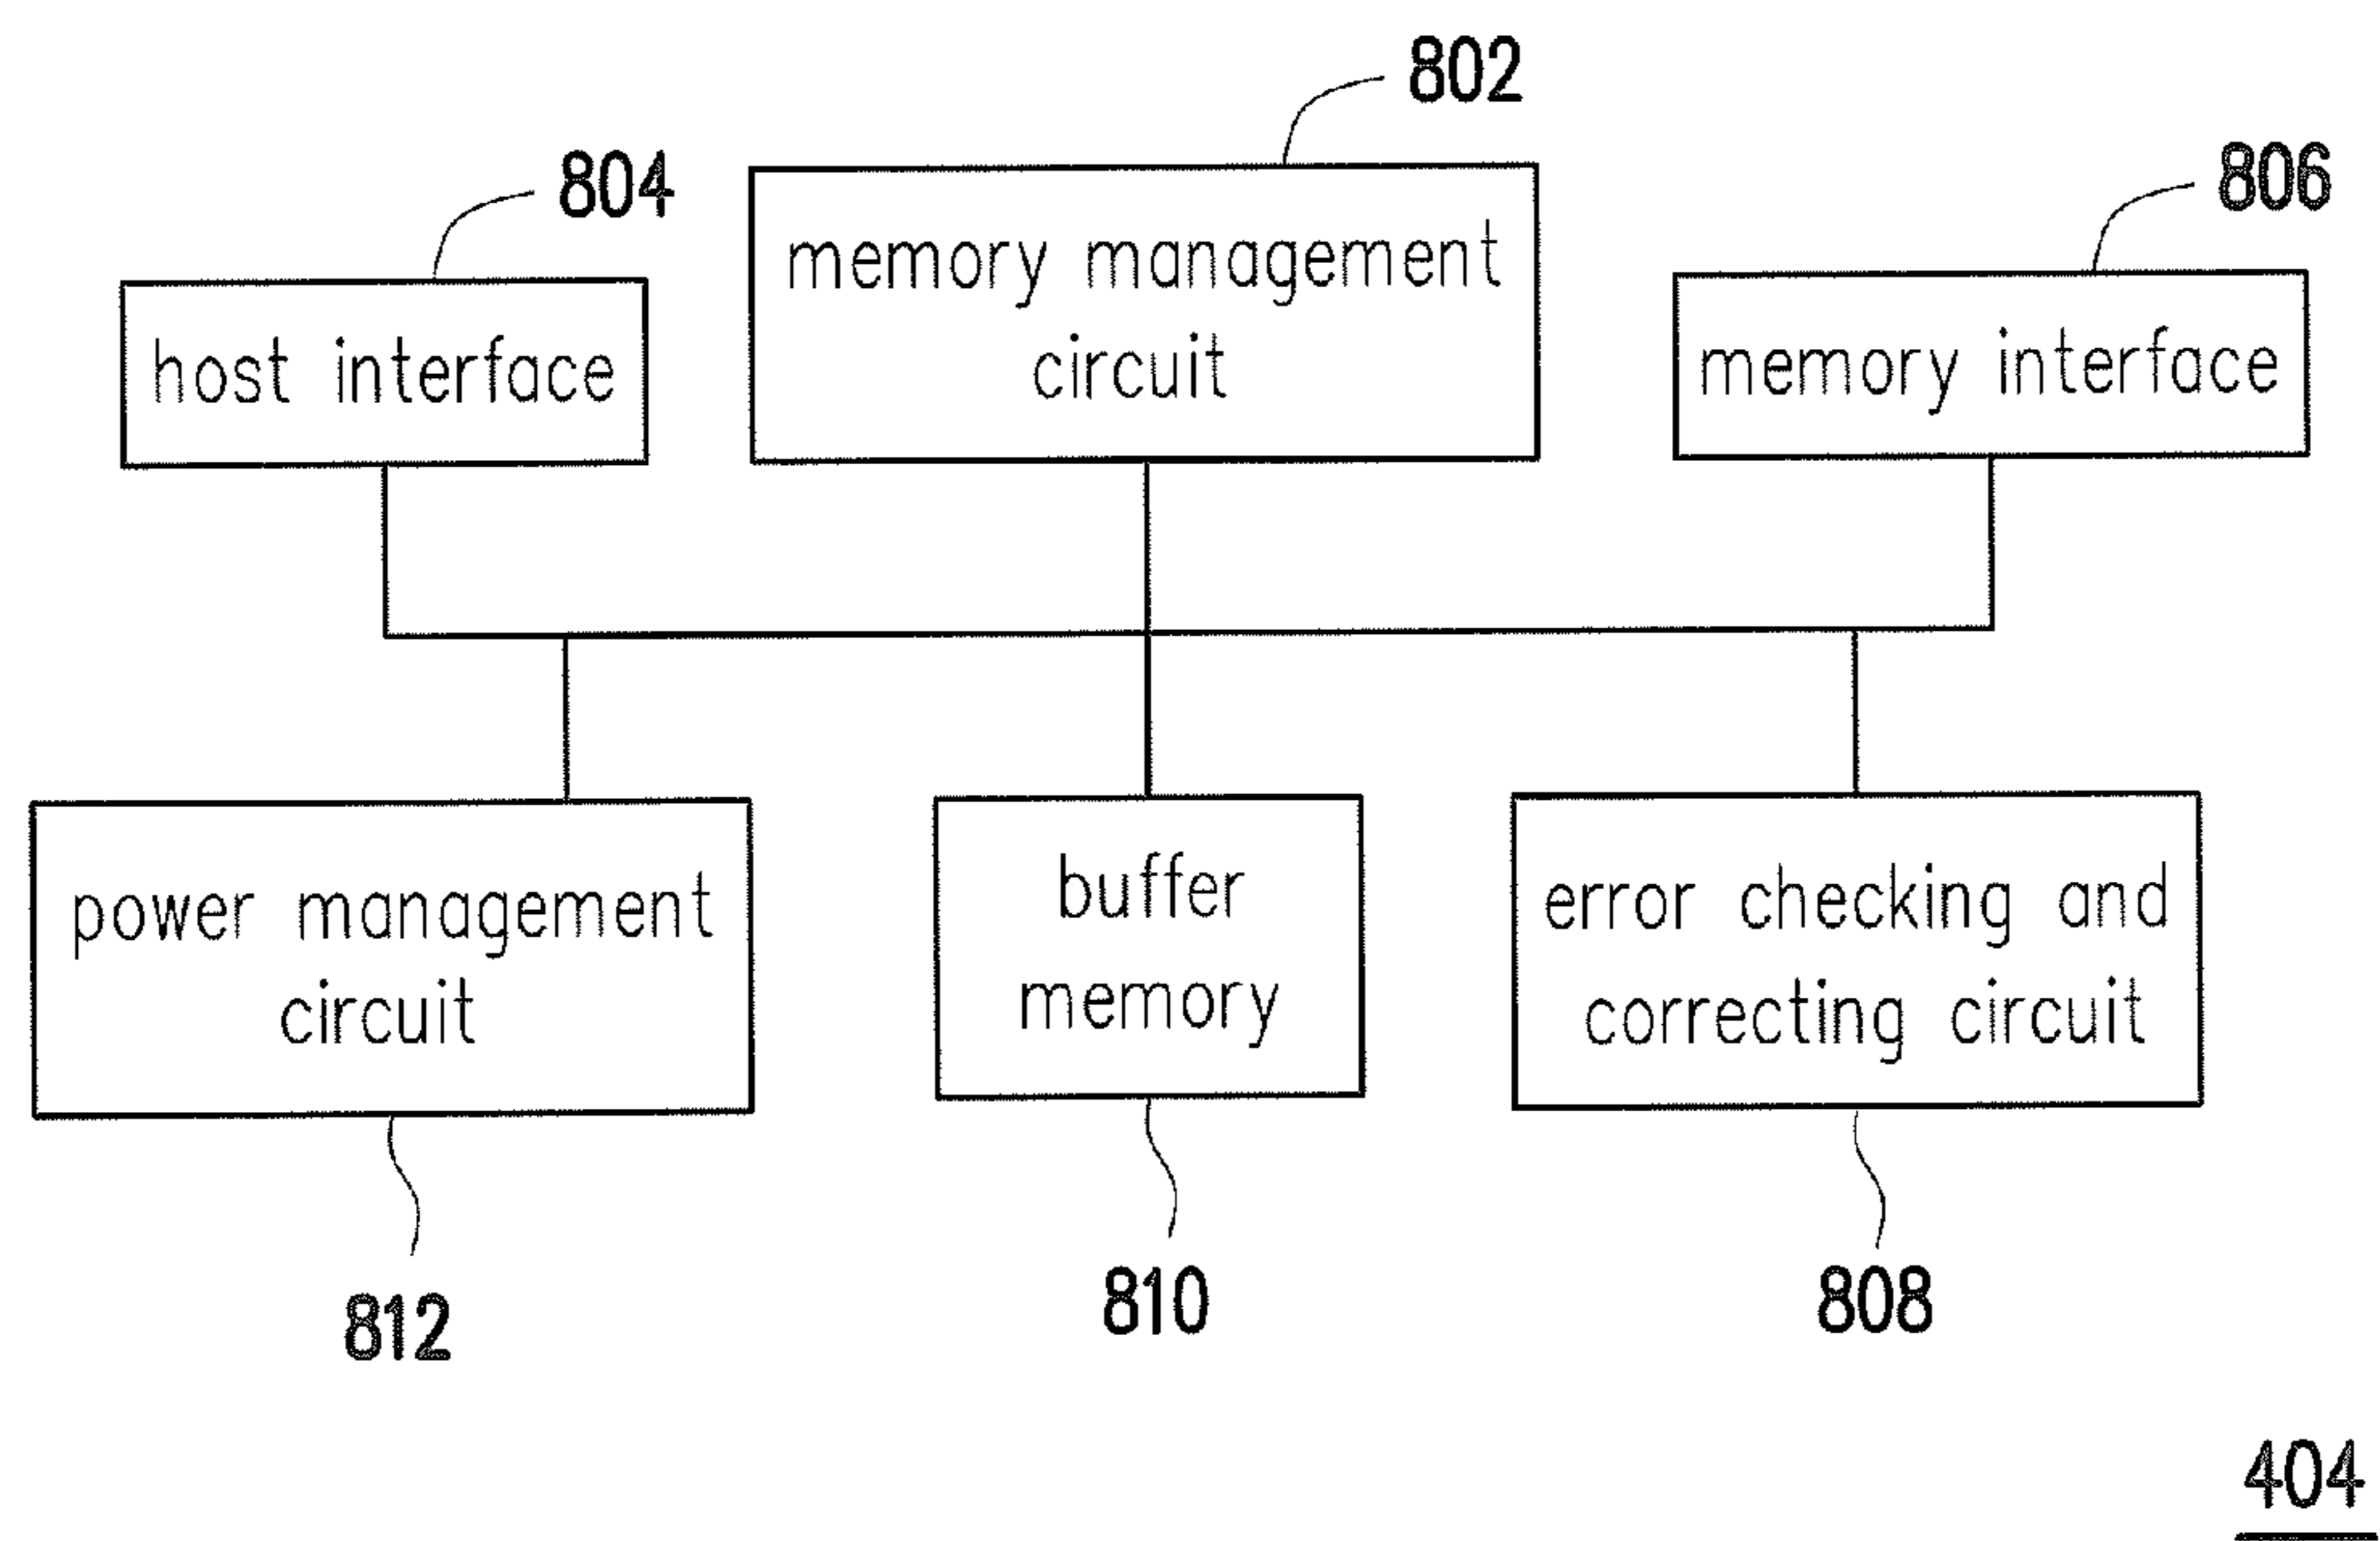 802
804
806
memory management
circuit
host interface
memory interface
power management
circuit
buffer
memory
error checking and
correcting circuit
812
810
808
404